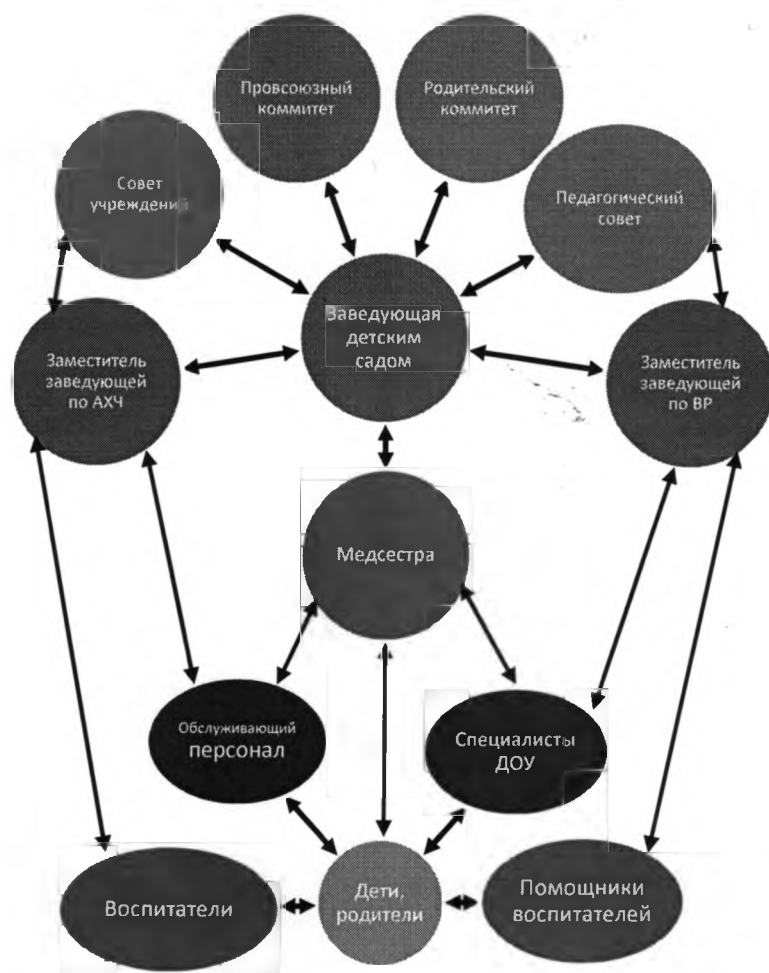 Провсоюзный
коммитет
Родительский
коммитет
Совет
учреждений
Педагогический
совет
Заведующая
детским
садом
Заместитель
заведующей
по АХЧ
Заместитель
заведующей
по ВР
Медсестра
Обслуживающий
персонал
Специалисты
ДОУ
Воспитатели
Дети,
родители
Помощники
воспитателей